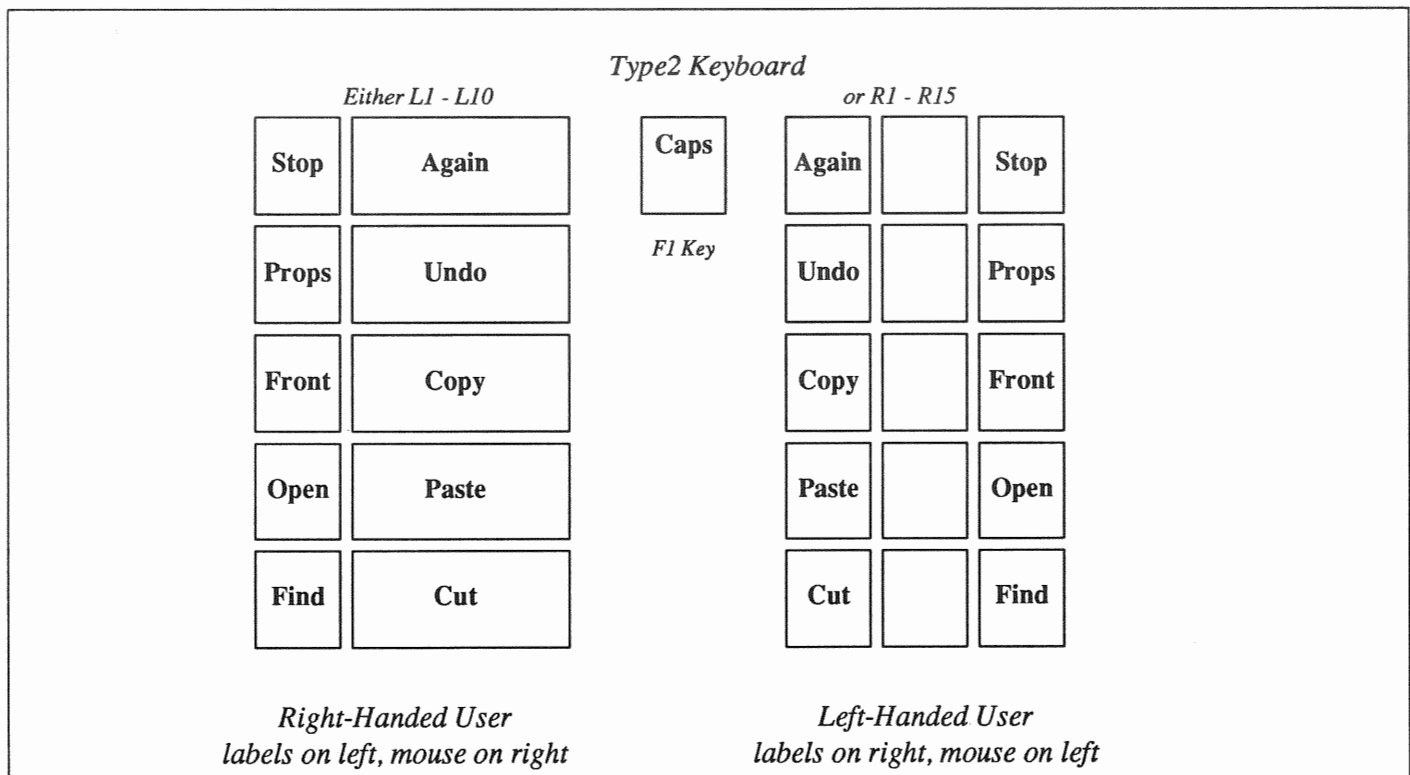 Type2 Keyboard
Either L1 - L10
or R1 - R15
Stop Again Caps Again Stop
F1 Key
Props Undo Undo Props
Front Copy Copy Front
Open Paste Paste Open
Find Cut Cut Find
Right-Handed User
labels on left, mouse on right
Left-Handed User
labels on right, mouse on left